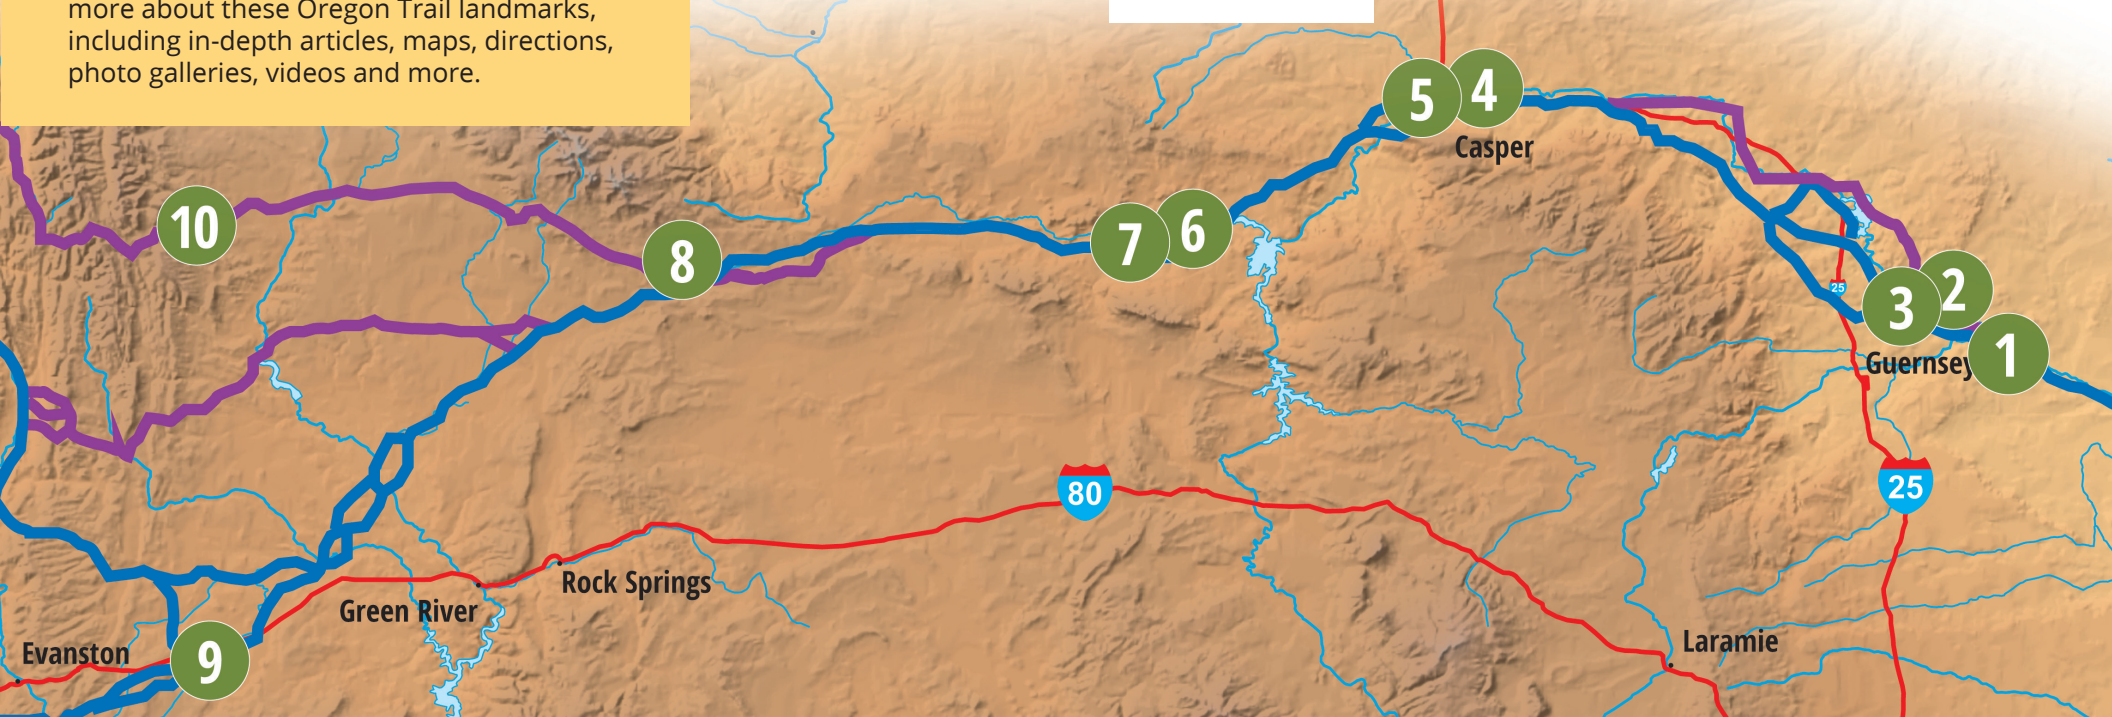 more about these Oregon Trail landmarks,
including in-depth articles, maps, directions,
photo galleries, videos and more.
5
4
Casper
10
7
6
8
2
25
3
Guernsey
1
80
25
Rock Springs
Green River
Evanston
9
Laramie